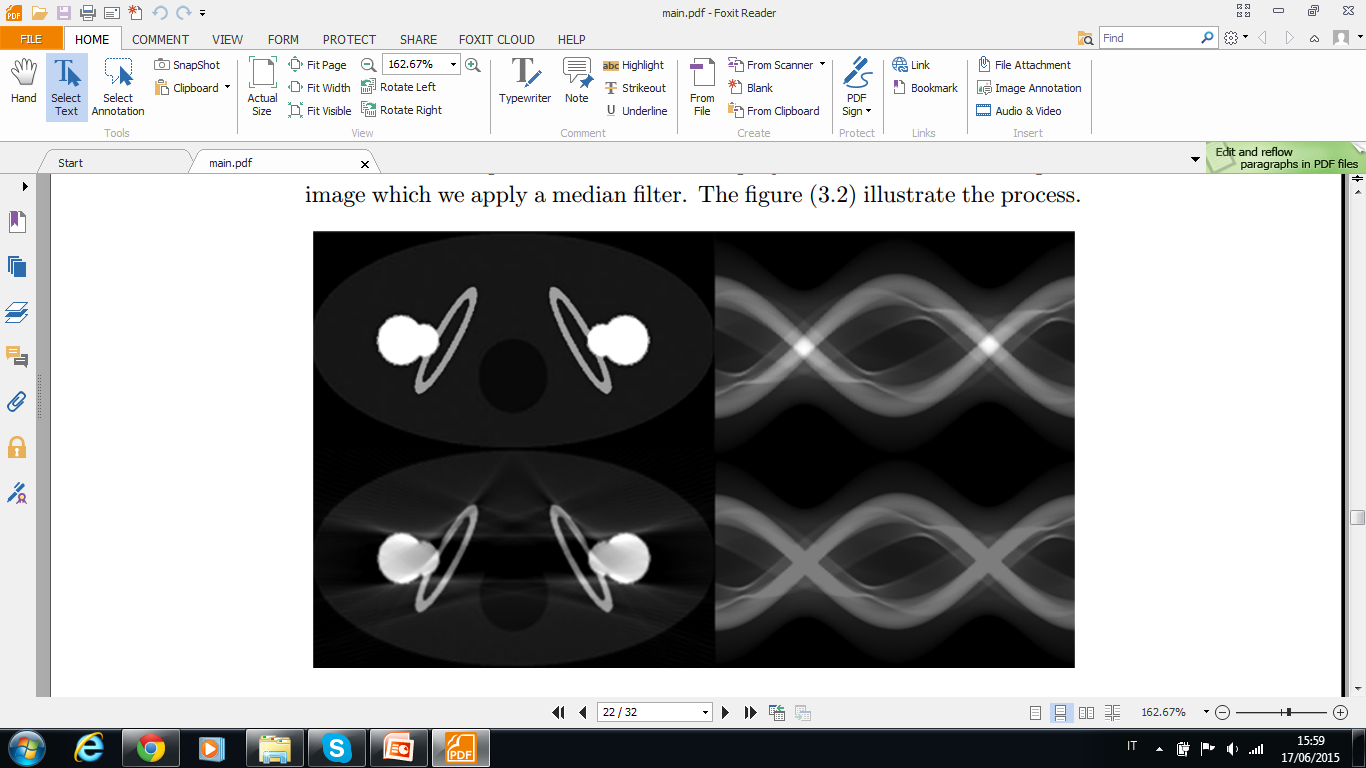 main.pdf - Foxit Reader
FILE HOME COMMENT VIEW FORM PROTECT SHARE FOXIT CLOUD HELP Find
Hand
Select Text
Select Annotation
SnapShot
Clipboard
Tools
Actual Size
Fit Page
Fit Width
Fit Visible
162.67%
Rotate Left
Rotate Right
View
Typewriter
Note
abc Highlight
Strikeout
U Underline
Comment
From File
From Scanner
Blank
From Clipboard
Create
PDF Sign
Protect
Link
Bookmark
Links
File Attachment
Image Annotation
Audio & Video
Insert
Start
main.pdf
Edit and reflow
paragraphs in PDF files
image which we apply a median filter. The figure (3.2) illustrate the process.
22 / 32
162.67%
PDF
IT
15:59
17/06/2015